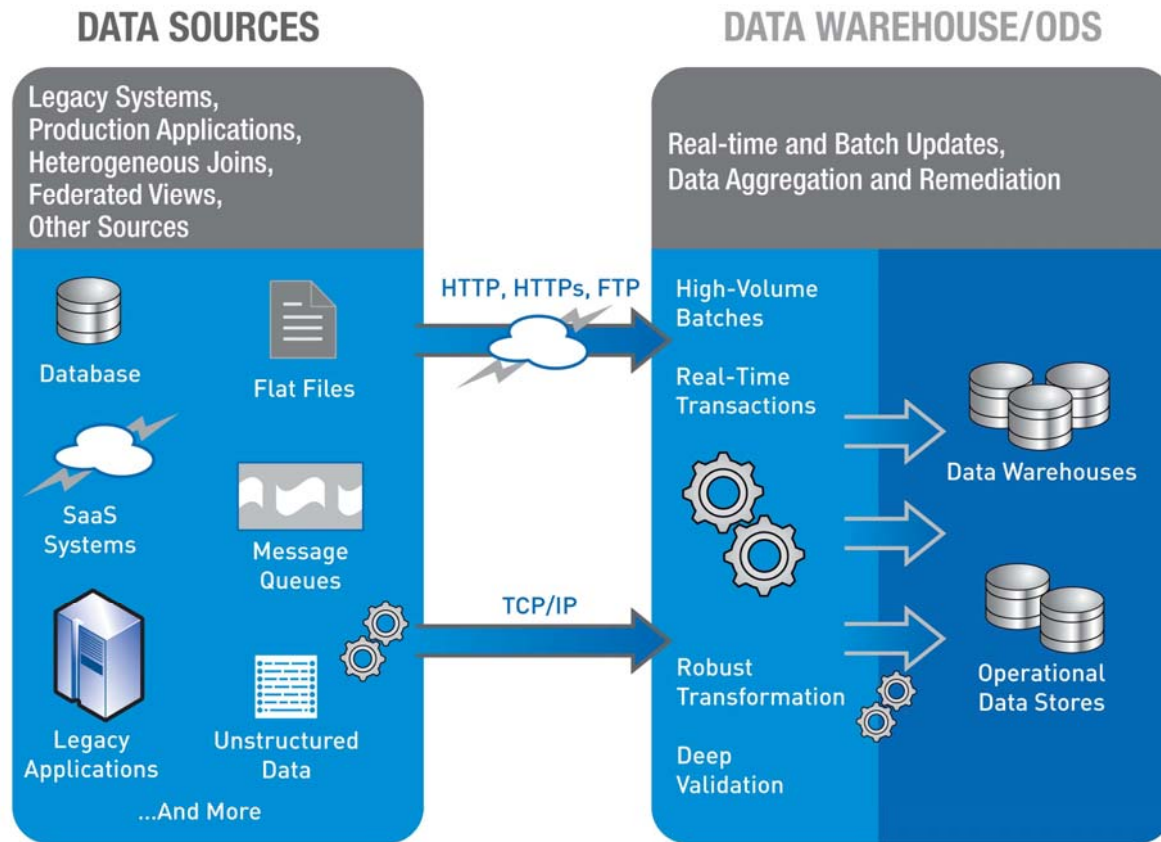 DATA SOURCES
Legacy Systems,
Production Applications,
Heterogeneous Joins,
Federated Views,
Other Sources
Database
Flat Files
SaaS
Systems
Message
Queues
Legacy
Applications
Unstructured
Data
...And More
HTTP, HTTPs, FTP
TCP/IP
DATA WAREHOUSE/ODS
Real-time and Batch Updates,
Data Aggregation and Remediation
High-Volume
Batches
Real-Time
Transactions
Robust
Transformation
Deep
Validation
Data Warehouses
Operational
Data Stores